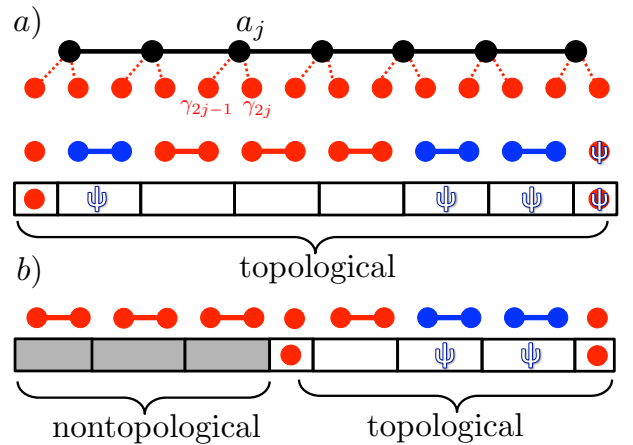 a) a_j
γ_{2j−1} γ_{2j}
ψ
ψ ψ ψ ψ
topological
b)
ψ ψ
nontopological topological